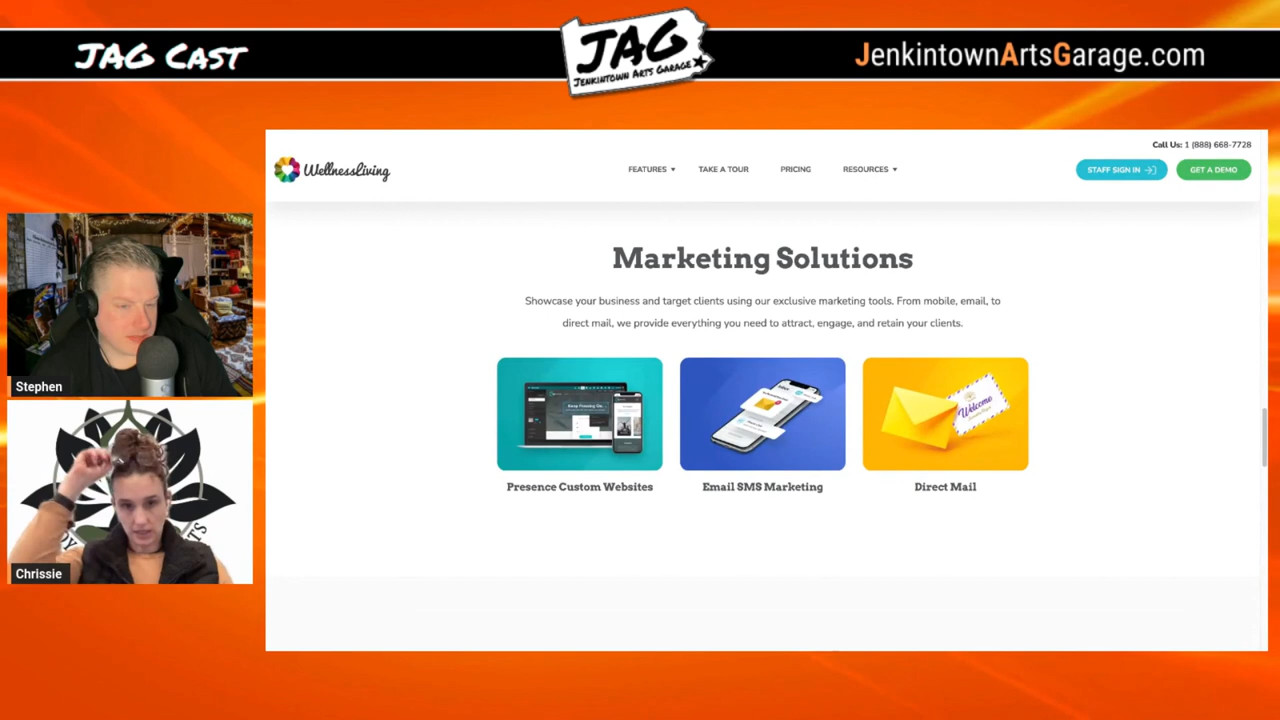 JAG CAST
JAG
JENKINTOWN ARTS GARAGE
JenkintownArtsGarage.com
Call Us: 1 (888) 668-7728
WellnessLiving
FEATURES
TAKE A TOUR
PRICING
RESOURCES
STAFF SIGN IN
GET A DEMO
Marketing Solutions
Showcase your business and target clients using our exclusive marketing tools. From mobile, email, to
direct mail, we provide everything you need to attract, engage, and retain your clients.
Welcome
Presence Custom Websites
Email SMS Marketing
Direct Mail
Stephen
Chrissie